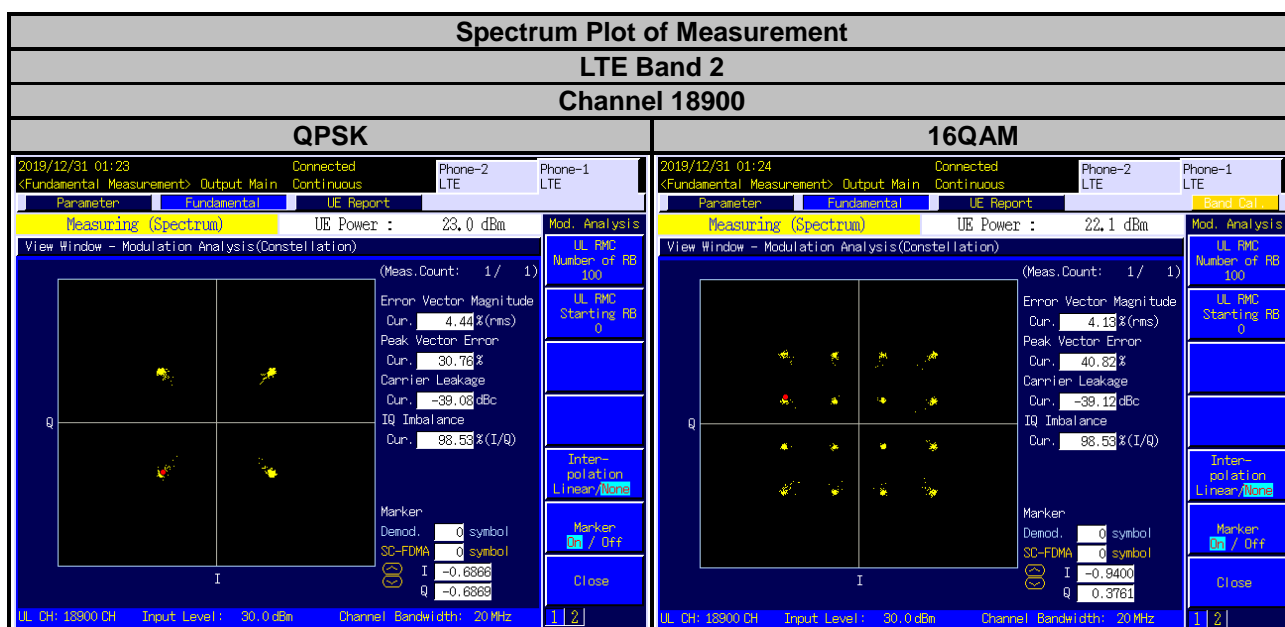 Spectrum Plot of Measurement
LTE Band 2
Channel 18900
QPSK
16QAM
2019/12/31 01:23 Connected Phone-2 Phone-1
<Fundamental Measurement> Output Main Continuous LTE LTE
Parameter Fundamental UE Report
Measuring (Spectrum) UE Power : 23.0 dBm Mod. Analysis
View Window - Modulation Analysis(Constellation)
(Meas.Count: 1/ 1)
Error Vector Magnitude
Cur. 4.44 %(rms)
Peak Vector Error
Cur. 30.76 %
Carrier Leakage
Cur. -39.08 dBc
IQ Imbalance
Cur. 98.53 %(I/Q)
Q
I
Marker
Demod. 0 symbol
SC-FDMA 0 symbol
I -0.6866
Q -0.6869
UL RMC
Number of RB
100
UL RMC
Starting RB
0
Inter-
polation
Linear/None
Marker
On / Off
Close
UL CH: 18900 CH Input Level: 30.0 dBm Channel Bandwidth: 20 MHz 1 2
2019/12/31 01:24 Connected Phone-2 Phone-1
<Fundamental Measurement> Output Main Continuous LTE LTE
Parameter Fundamental UE Report Band Cal.
Measuring (Spectrum) UE Power : 22.1 dBm Mod. Analysis
View Window - Modulation Analysis(Constellation)
(Meas.Count: 1/ 1)
Error Vector Magnitude
Cur. 4.13 %(rms)
Peak Vector Error
Cur. 40.82 %
Carrier Leakage
Cur. -39.12 dBc
IQ Imbalance
Cur. 98.53 %(I/Q)
Q
I
Marker
Demod. 0 symbol
SC-FDMA 0 symbol
I -0.9400
Q 0.3761
UL RMC
Number of RB
100
UL RMC
Starting RB
0
Inter-
polation
Linear/None
Marker
On / Off
Close
UL CH: 18900 CH Input Level: 30.0 dBm Channel Bandwidth: 20 MHz 1 2